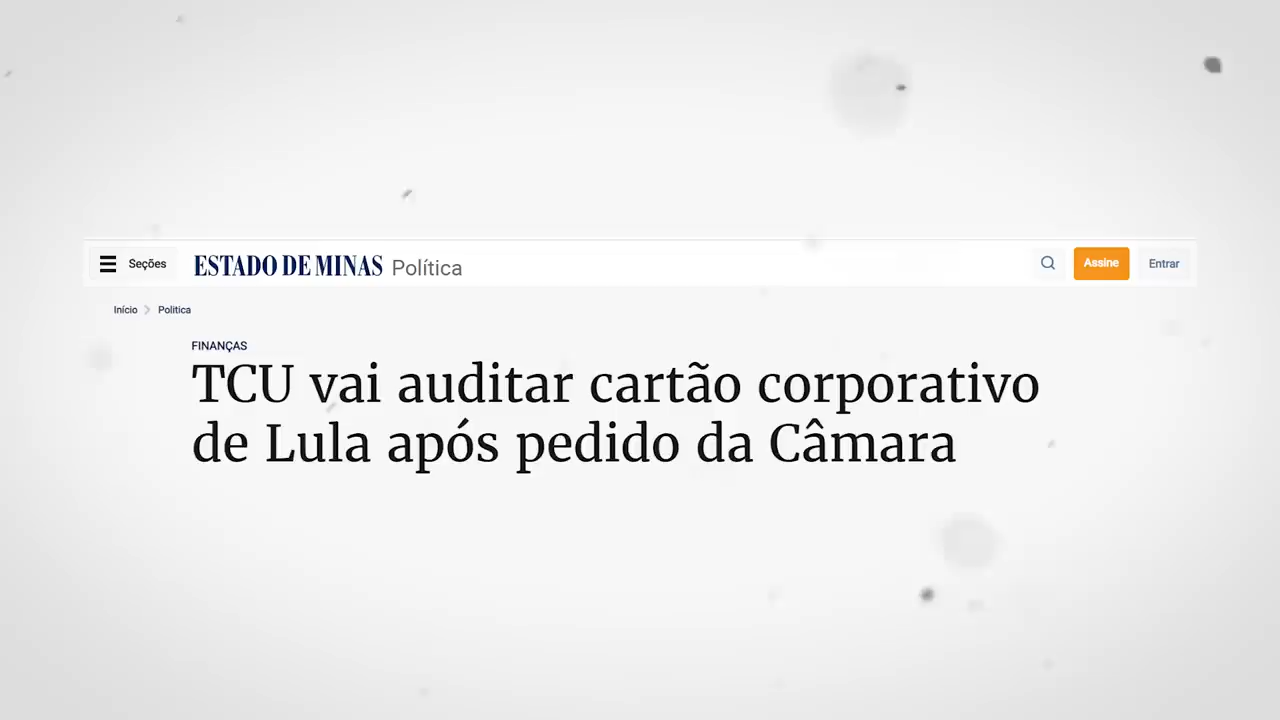 Seções ESTADO DE MINAS Política Assine Entrar
Início Politica
FINANÇAS
TCU vai auditar cartão corporativo
de Lula após pedido da Câmara